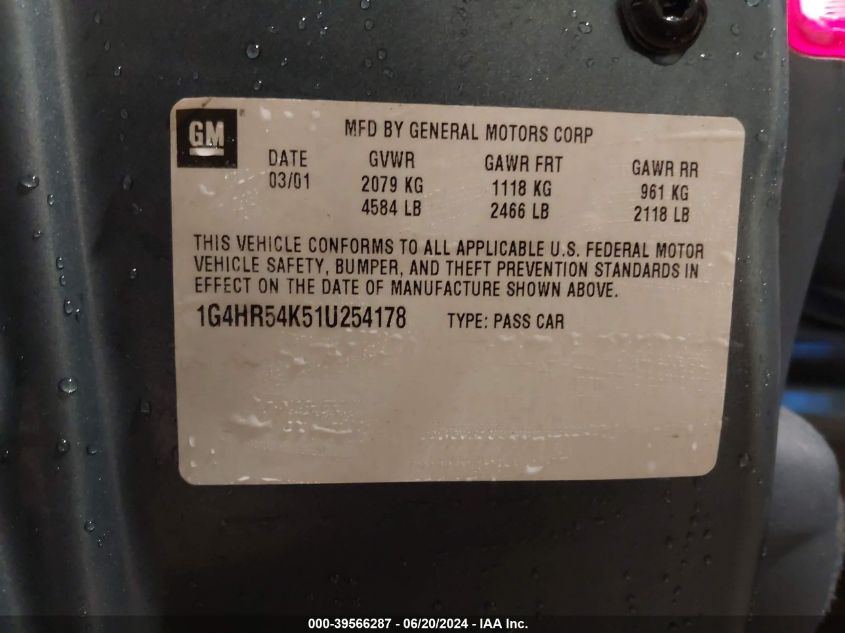 GM
MFD BY GENERAL MOTORS CORP
DATE GVWR GAWR FRT GAWR RR
03/01 2079 KG 1118 KG 961 KG
4584 LB 2466 LB 2118 LB
THIS VEHICLE CONFORMS TO ALL APPLICABLE U.S. FEDERAL MOTOR
VEHICLE SAFETY, BUMPER, AND THEFT PREVENTION STANDARDS IN
EFFECT ON THE DATE OF MANUFACTURE SHOWN ABOVE.
1G4HR54K51U254178 TYPE: PASS CAR
000-39566287 - 06/20/2024 - IAA Inc.